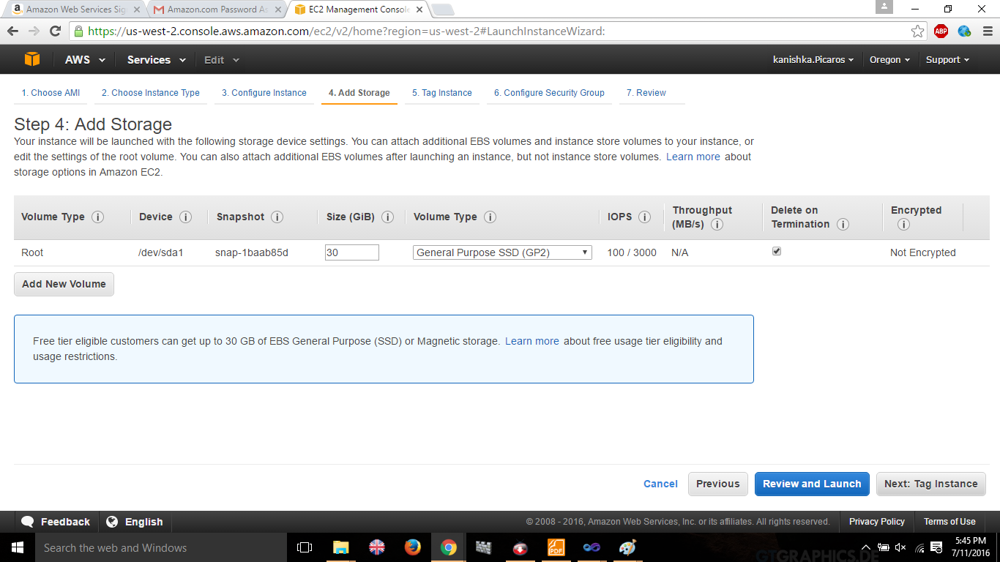 Amazon Web Services Sig
Amazon.com Password As
EC2 Management Console
https://us-west-2.console.aws.amazon.com/ec2/v2/home?region=us-west-2#LaunchInstanceWizard:
ABP
AWS Services Edit kanishka.Picaros Oregon Support
1. Choose AMI 2. Choose Instance Type 3. Configure Instance 4. Add Storage 5. Tag Instance 6. Configure Security Group 7. Review
Step 4: Add Storage
Your instance will be launched with the following storage device settings. You can attach additional EBS volumes and instance store volumes to your instance, or
edit the settings of the root volume. You can also attach additional EBS volumes after launching an instance, but not instance store volumes. Learn more about
storage options in Amazon EC2.
Volume Type Device Snapshot Size (GiB) Volume Type IOPS Throughput (MB/s) Delete on Termination Encrypted
Root /dev/sda1 snap-1baab85d 30 General Purpose SSD (GP2) 100 / 3000 N/A Not Encrypted
Add New Volume
Free tier eligible customers can get up to 30 GB of EBS General Purpose (SSD) or Magnetic storage. Learn more about free usage tier eligibility and
usage restrictions.
Cancel Previous Review and Launch Next: Tag Instance
Feedback English © 2008 - 2016, Amazon Web Services, Inc. or its affiliates. All rights reserved. Privacy Policy Terms of Use
Search the web and Windows
PDF
5:45 PM
7/11/2016
GTGRAPHICS.DE